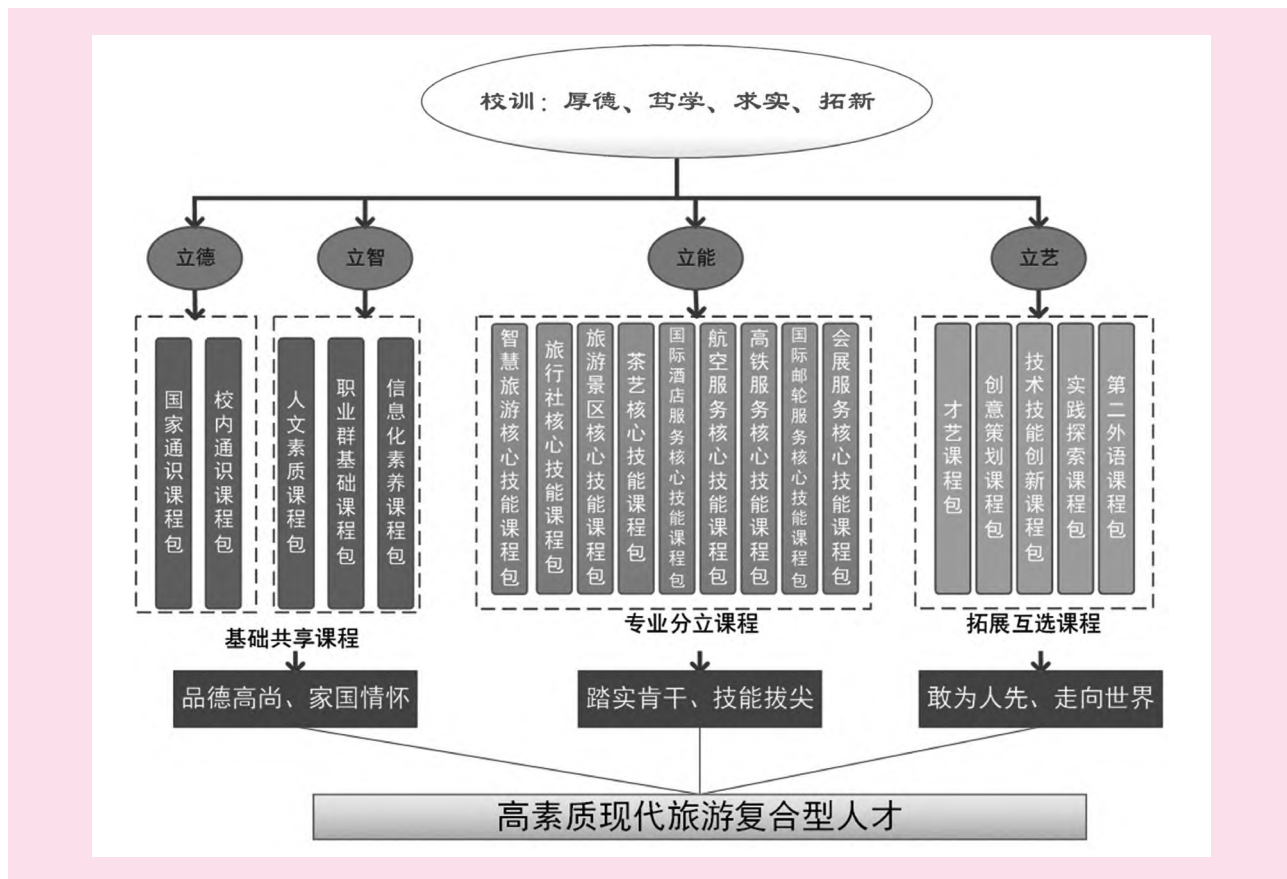 校训：厚德、笃学、求实、拓新
立德
立智
立能
立艺
国家通识课程包
校内通识课程包
人文素质课程包
职业群基础课程包
信息化素养课程包
智慧旅游核心技能课程包
旅行社核心技能课程包
旅游景区核心技能课程包
茶艺核心技能课程包
国际酒店服务核心技能课程包
航空服务核心技能课程包
高铁服务核心技能课程包
国际邮轮服务核心技能课程包
会展服务核心技能课程包
才艺课程包
创意策划课程包
技术技能创新课程包
实践探索课程包
第二外语课程包
基础共享课程
专业分立课程
拓展互选课程
品德高尚、家国情怀
踏实肯干、技能拔尖
敢为人先、走向世界
高素质现代旅游复合型人才